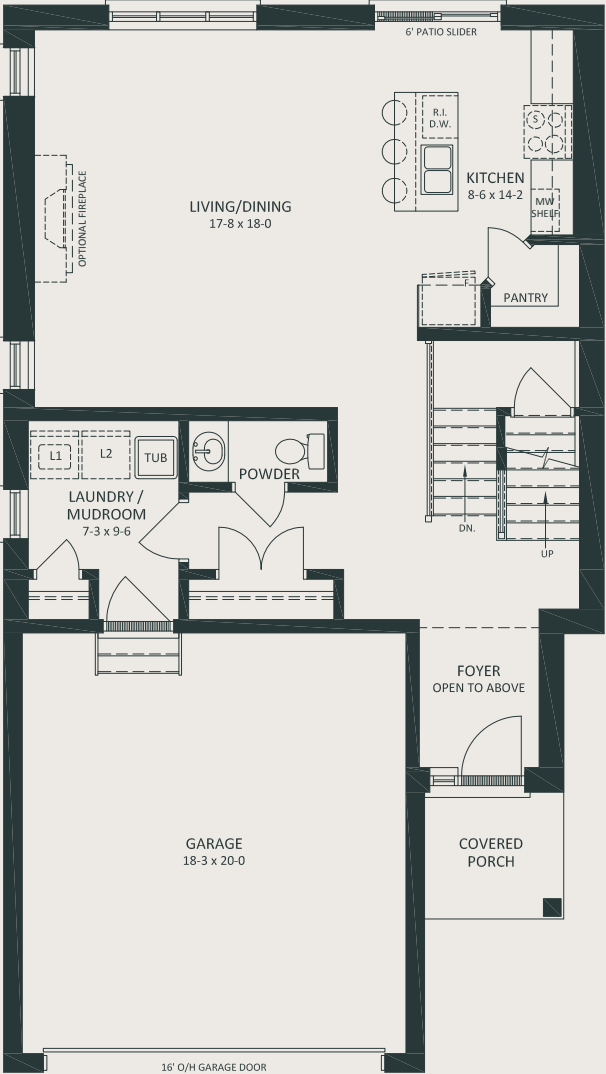 6' PATIO SLIDER
R.I.
D.W.
S
KITCHEN
8-6 x 14-2
MW
SHELF
OPTIONAL FIREPLACE
LIVING/DINING
17-8 x 18-0
F
PANTRY
L1
L2
TUB
POWDER
LAUNDRY /
MUDROOM
7-3 x 9-6
DN.
UP
FOYER
OPEN TO ABOVE
GARAGE
18-3 x 20-0
COVERED
PORCH
16' O/H GARAGE DOOR